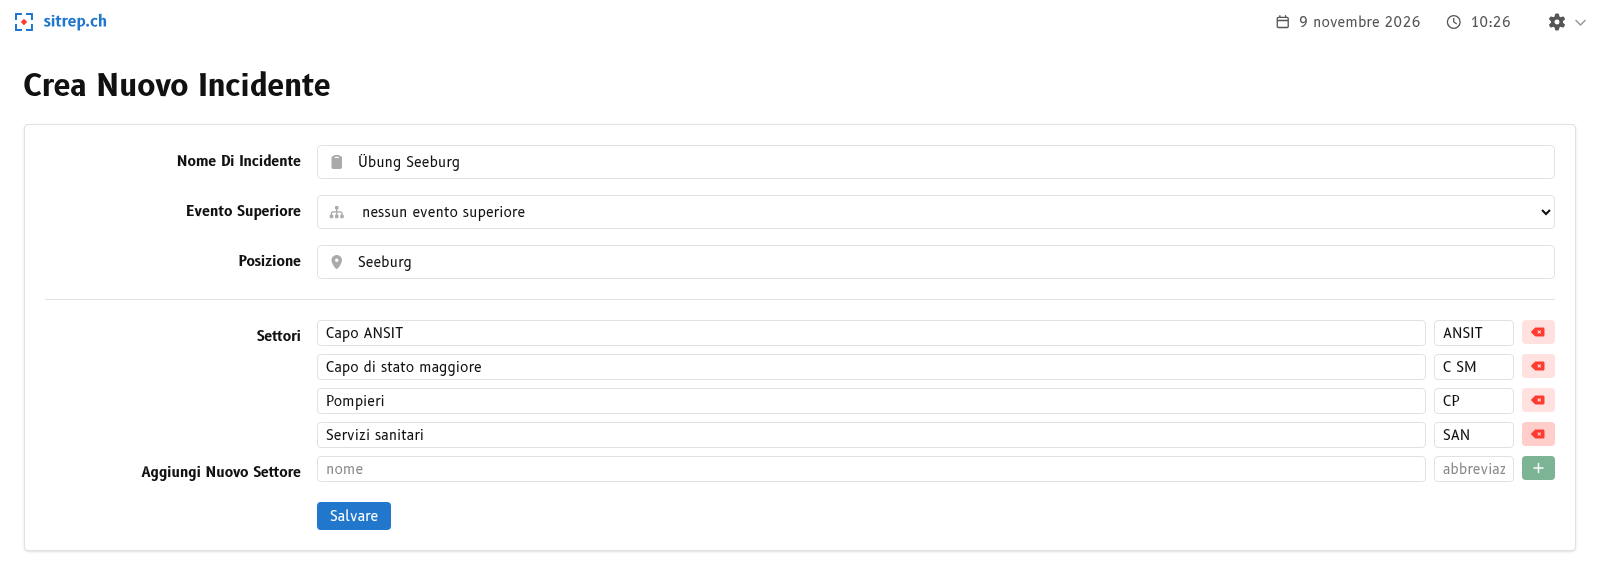 sitrep.ch
9 novembre 2026
10:26
Crea Nuovo Incidente
Nome Di Incidente
Übung Seeburg
Evento Superiore
nessun evento superiore
Posizione
Seeburg
Settori
Capo ANSIT
ANSIT
Capo di stato maggiore
C SM
Pompieri
CP
Servizi sanitari
SAN
Aggiungi Nuovo Settore
nome
abbreviaz
Salvare